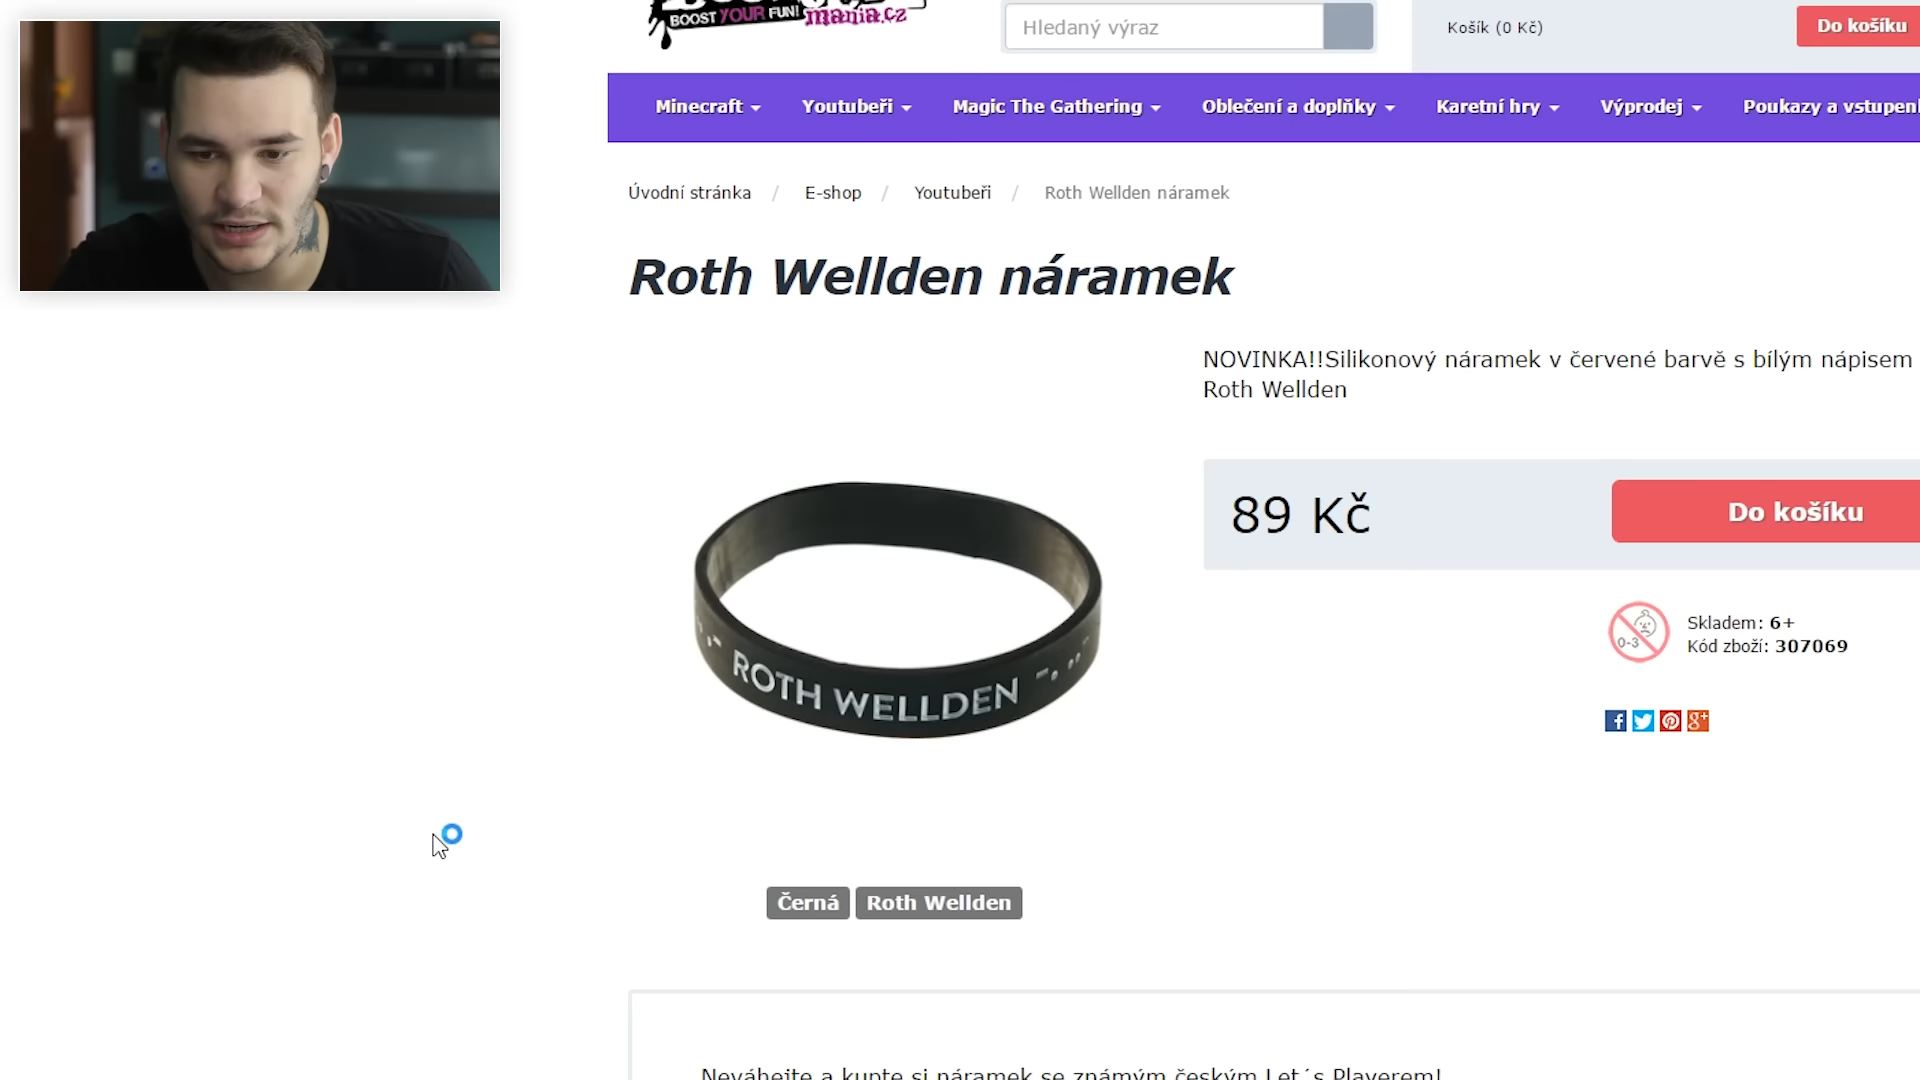 BOOST YOUR FUN! mania.cz
Hledaný výraz
Košík (0 Kč)
Do košíku
Minecraft
Youtubeři
Magic The Gathering
Oblečení a doplňky
Karetní hry
Výprodej
Poukazy a vstupenk
Úvodní stránka / E-shop / Youtubeři / Roth Wellden náramek
Roth Wellden náramek
NOVINKA!!Silikonový náramek v červené barvě s bílým nápisem
Roth Wellden
89 Kč
Do košíku
ROTH WELLDEN
0-3
Skladem: 6+
Kód zboží: 307069
Černá
Roth Wellden
Neváhejte a kupte si náramek se známým českým Let´s Playerem!